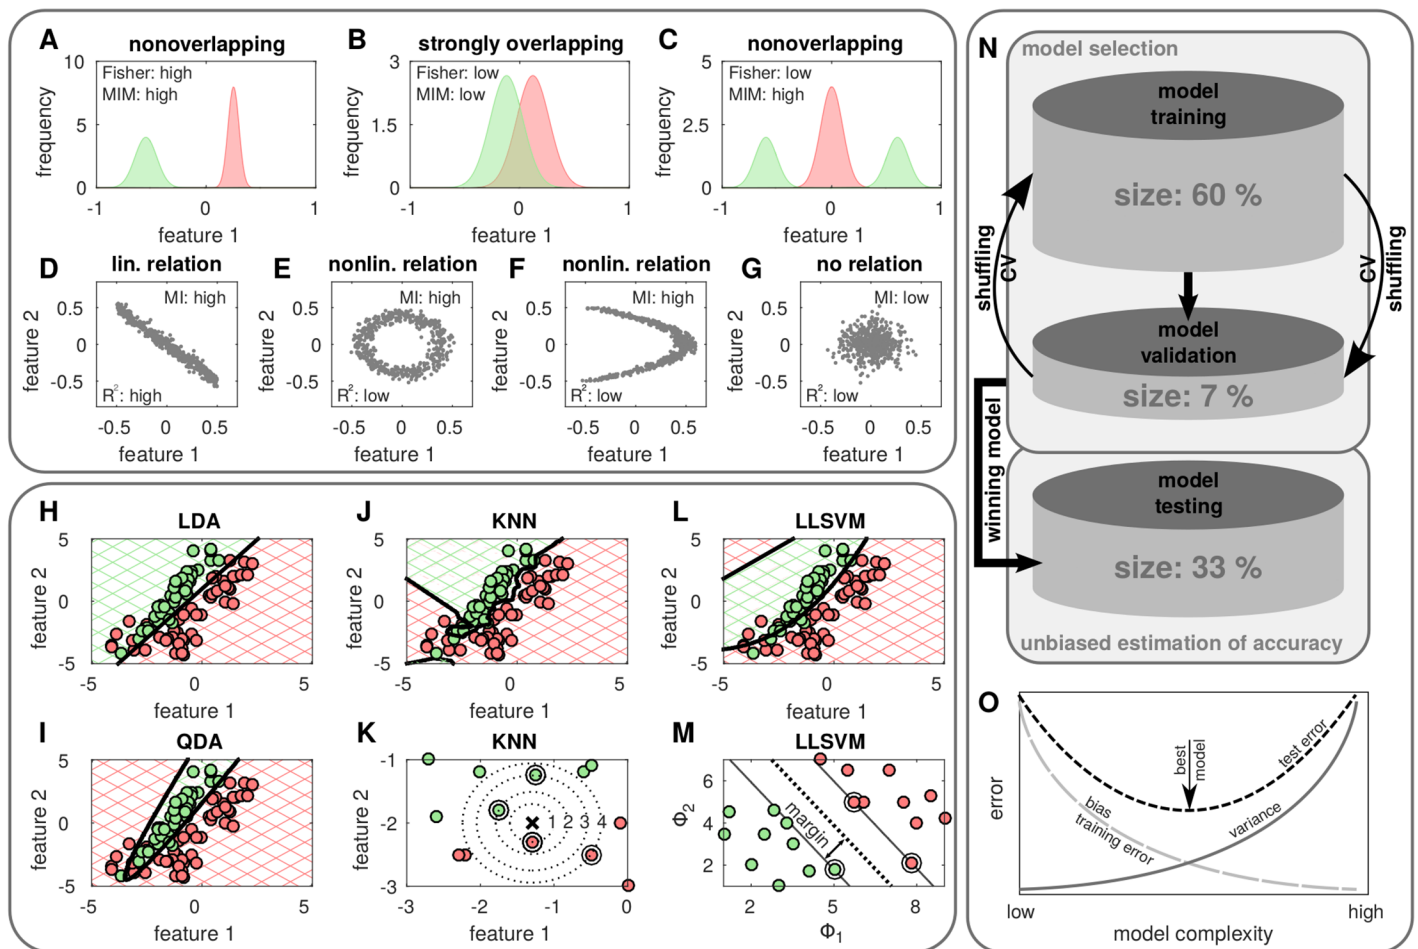 A
nonoverlapping
Fisher: high
MIM: high
frequency
10
5
0
-1
0
1
feature 1
B
strongly overlapping
Fisher: low
MIM: low
frequency
3
1.5
0
-1
0
1
feature 1
C
nonoverlapping
Fisher: low
MIM: high
frequency
5
2.5
0
-1
0
1
feature 1
D
lin. relation
MI: high
R²: high
feature 2
0.5
0
-0.5
-0.5
0
0.5
feature 1
E
nonlin. relation
MI: high
R²: low
feature 2
0.5
0
-0.5
-0.5
0
0.5
feature 1
F
nonlin. relation
MI: high
R²: low
feature 2
0.5
0
-0.5
-0.5
0
0.5
feature 1
G
no relation
MI: low
R²: low
feature 2
0.5
0
-0.5
-0.5
0
0.5
feature 1
H
LDA
feature 2
5
0
-5
-5
0
5
feature 1
J
KNN
feature 2
5
0
-5
-5
0
5
feature 1
L
LLSVM
feature 2
5
0
-5
-5
0
5
feature 1
I
QDA
feature 2
5
0
-5
-5
0
5
feature 1
K
KNN
feature 2
-1
-2
-3
1 2 3 4
-3
-2
-1
0
feature 1
M
LLSVM
Φ2
6
4
2
margin
2
5
8
Φ1
N
model selection
model
training
size: 60 %
shuffling
CV
CV
shuffling
model
validation
size: 7 %
winning model
model
testing
size: 33 %
unbiased estimation of accuracy
O
error
best
model
test error
bias
training error
variance
low
high
model complexity